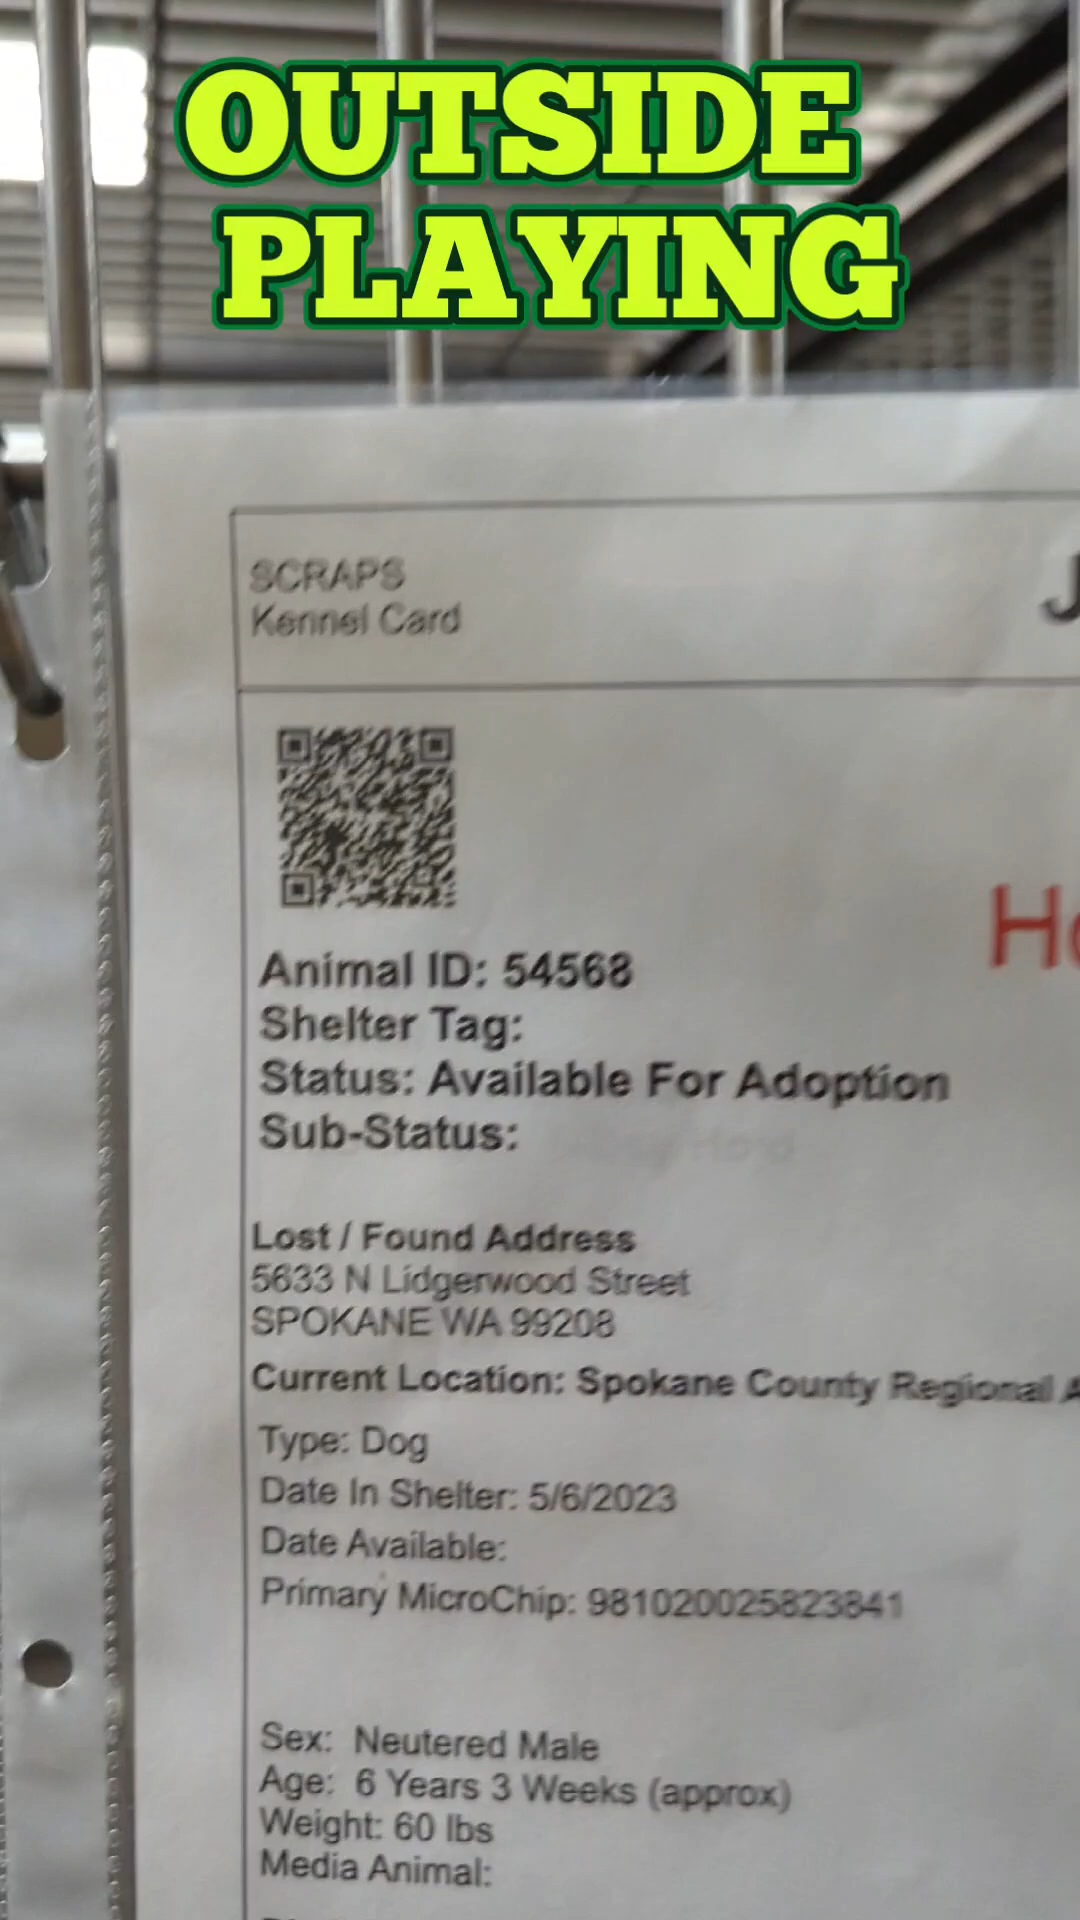 OUTSIDE
PLAYING
SCRAPS
Kennel Card
J
Ho
Animal ID: 54568
Shelter Tag:
Status: Available For Adoption
Sub-Status:
Lost / Found Address
5633 N Lidgerwood Street
SPOKANE WA 99208
Current Location: Spokane County Regional A
Type: Dog
Date In Shelter: 5/6/2023
Date Available:
Primary MicroChip: 981020025823841
Sex: Neutered Male
Age: 6 Years 3 Weeks (approx)
Weight: 60 lbs
Media Animal: